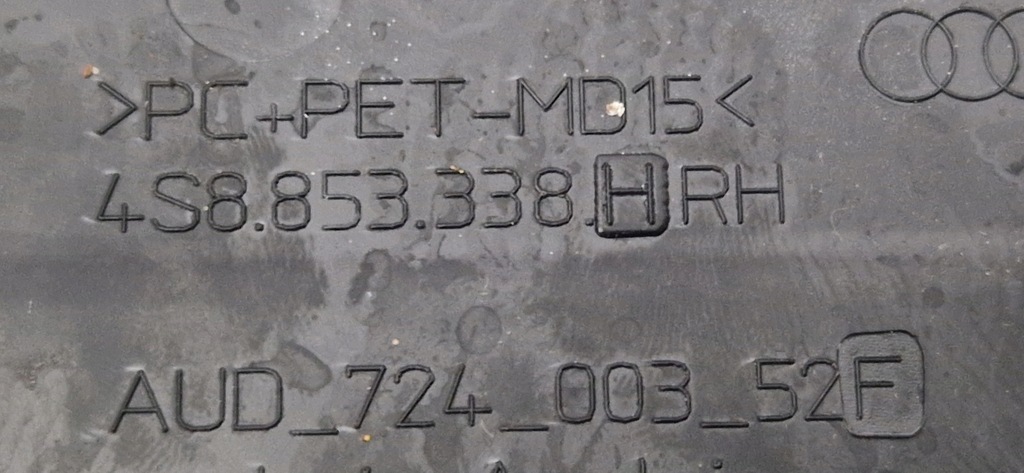 >PC+PET-MD15<
4S8.853.338.H RH
AUD_724_003_52F